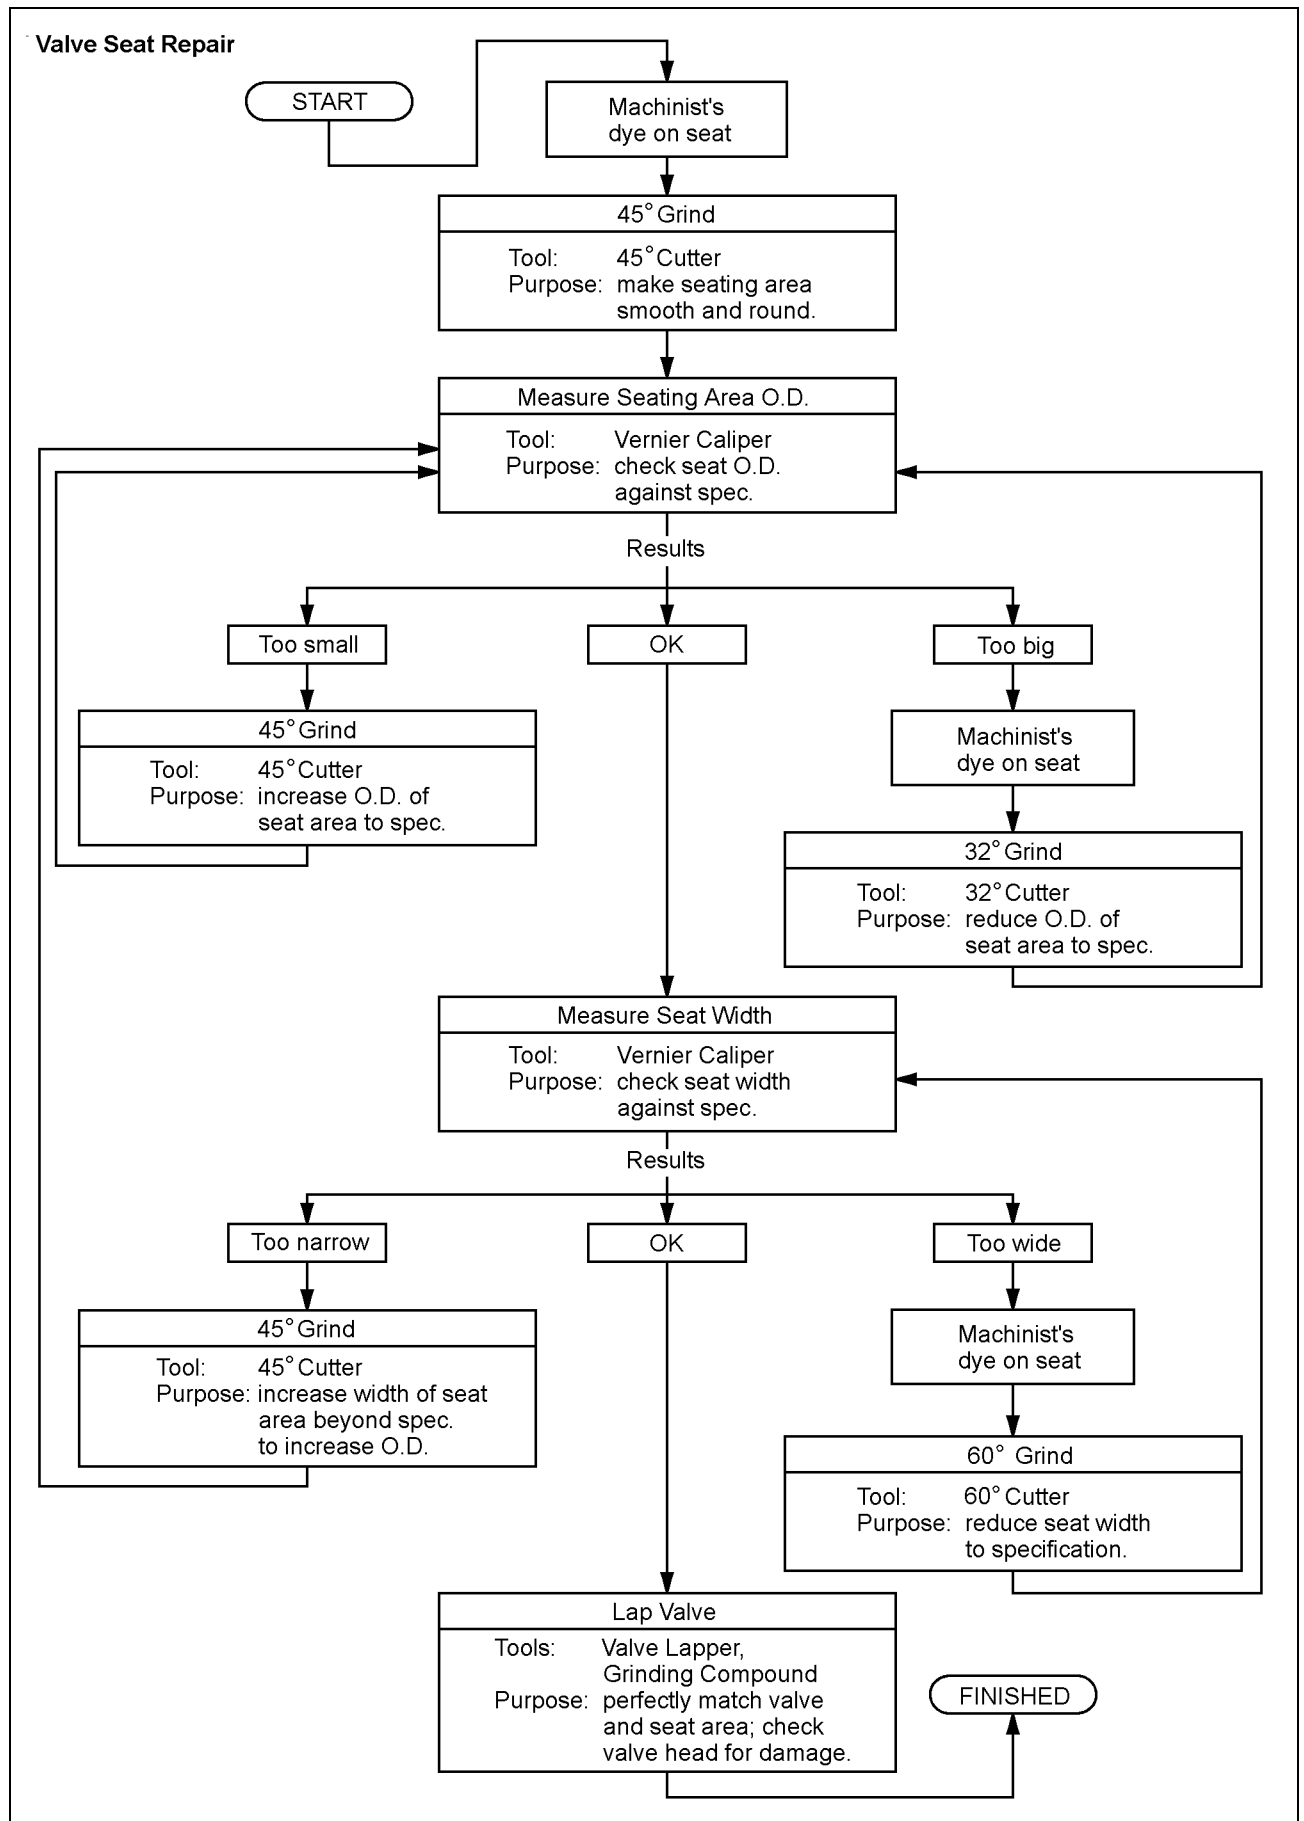 Valve Seat Repair
START
Machinist's
dye on seat
45° Grind
Tool: 45° Cutter
Purpose: make seating area
smooth and round.
Measure Seating Area O.D.
Tool: Vernier Caliper
Purpose: check seat O.D.
against spec.
Results
Too small
OK
Too big
45° Grind
Tool: 45° Cutter
Purpose: increase O.D. of
seat area to spec.
Machinist's
dye on seat
32° Grind
Tool: 32° Cutter
Purpose: reduce O.D. of
seat area to spec.
Measure Seat Width
Tool: Vernier Caliper
Purpose: check seat width
against spec.
Results
Too narrow
OK
Too wide
45° Grind
Tool: 45° Cutter
Purpose: increase width of seat
area beyond spec.
to increase O.D.
Machinist's
dye on seat
60° Grind
Tool: 60° Cutter
Purpose: reduce seat width
to specification.
Lap Valve
Tools: Valve Lapper,
Grinding Compound
Purpose: perfectly match valve
and seat area; check
valve head for damage.
FINISHED